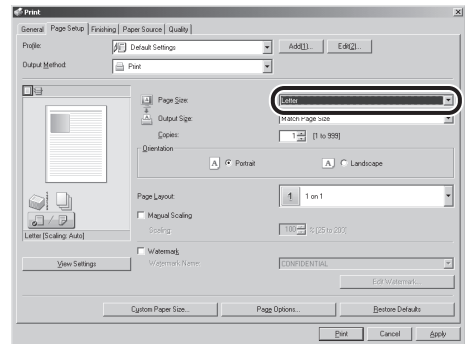 Print
General Page Setup Finishing Paper Source Quality
Profile: Default Settings Add(1)... Edit(2)...
Output Method: Print
Page Size: Letter
Output Size: Match Page Size
Copies: 1 [1 to 999]
Orientation
A Portrait A Landscape
Page Layout: 1 1 on 1
Manual Scaling
Scaling: 100 % [25 to 200]
Letter [Scaling: Auto]
Watermark
View Settings Watermark Name: CONFIDENTIAL
Edit Watermark...
Custom Paper Size... Page Options... Restore Defaults
Print Cancel Apply